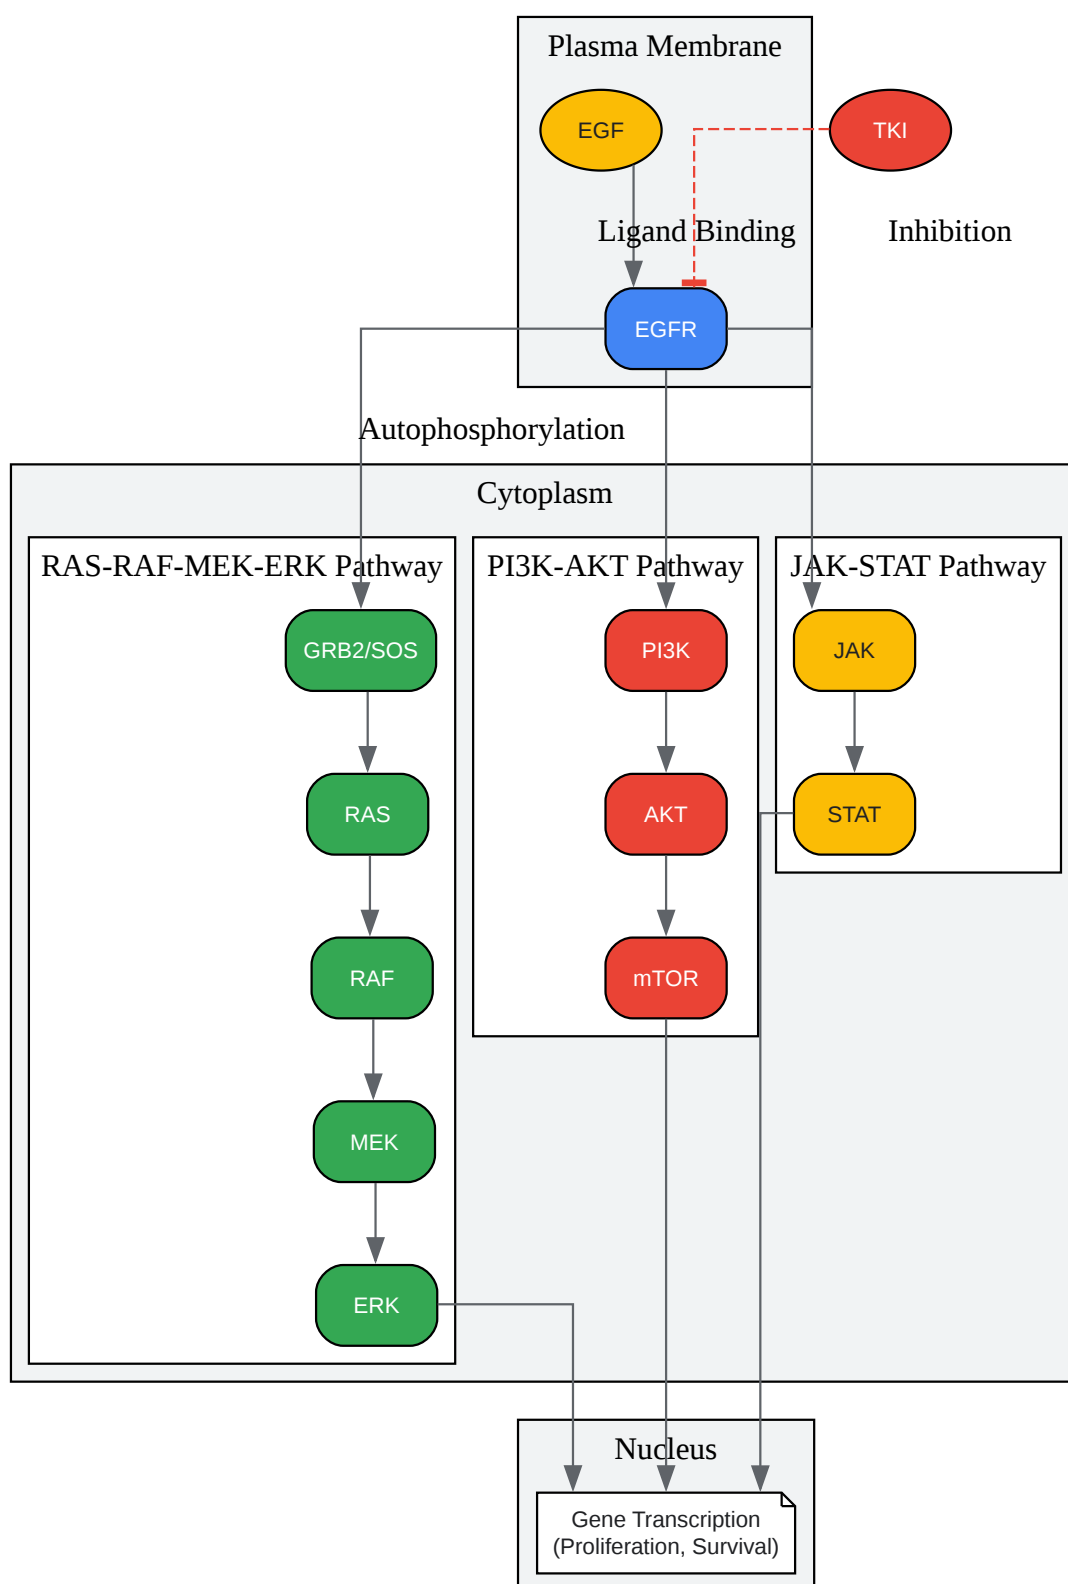 Plasma Membrane
EGF
TKI
Ligand Binding
Inhibition
EGFR
Autophosphorylation
Cytoplasm
RAS-RAF-MEK-ERK Pathway
PI3K-AKT Pathway
JAK-STAT Pathway
GRB2/SOS
PI3K
JAK
RAS
AKT
STAT
RAF
mTOR
MEK
ERK
Nucleus
Gene Transcription
(Proliferation, Survival)